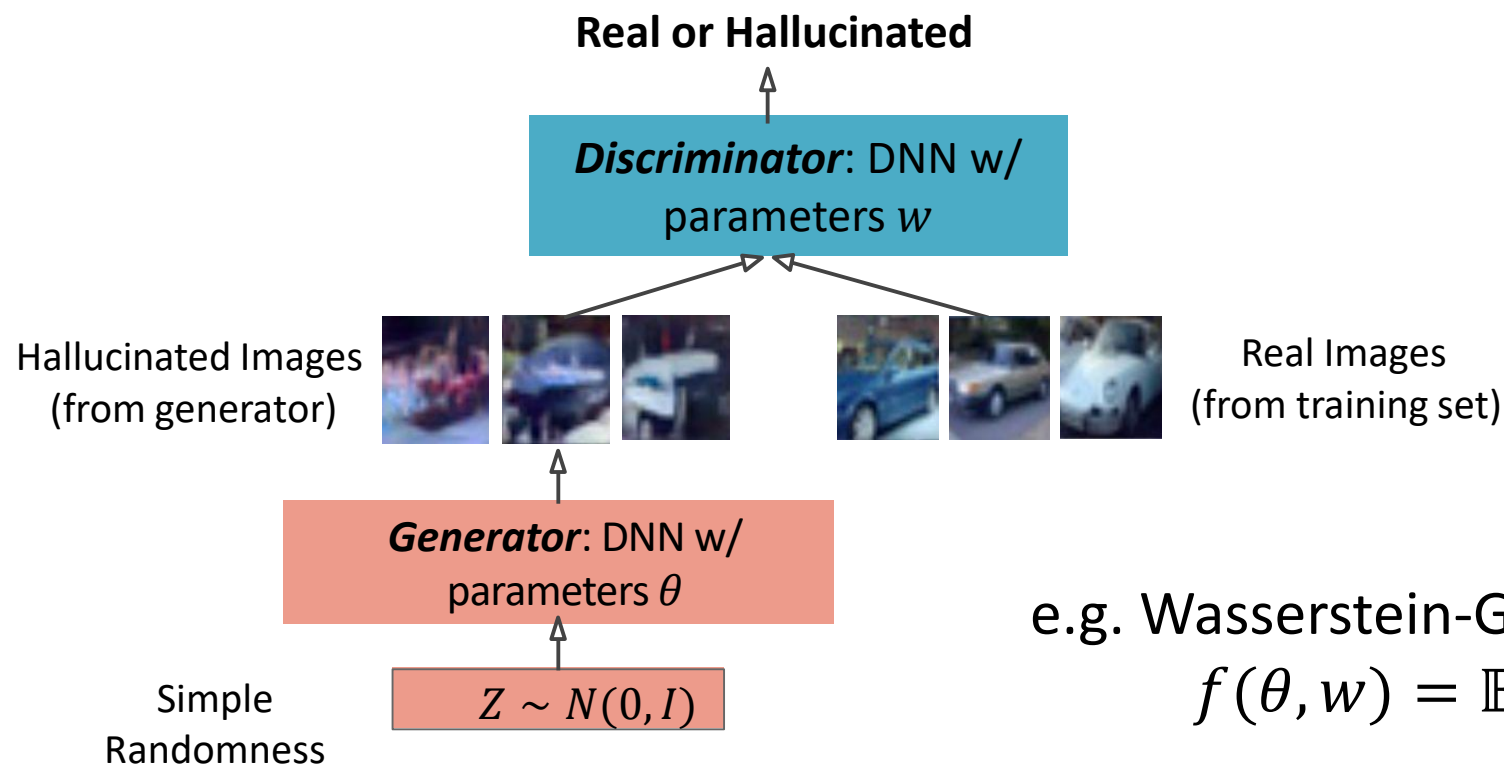 Real or Hallucinated
Discriminator: DNN w/
parameters w
Hallucinated Images
(from generator)
Real Images
(from training set)
Generator: DNN w/
parameters θ
Simple
Randomness
Z ~ N(0, I)
e.g. Wasserstein-G
f(θ, w) = 𝔼